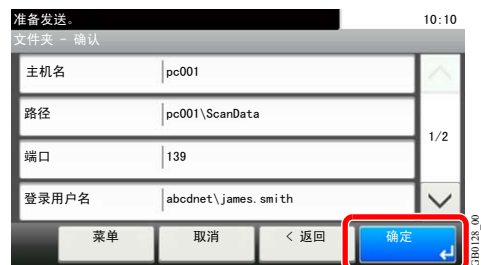 准备发送。 10:10
文件夹 - 确认
主机名 pc001
路径 pc001\ScanData
1/2
端口 139
登录用户名 abcdnet\james.smith
菜单 取消 < 返回 确定
GB0128_00